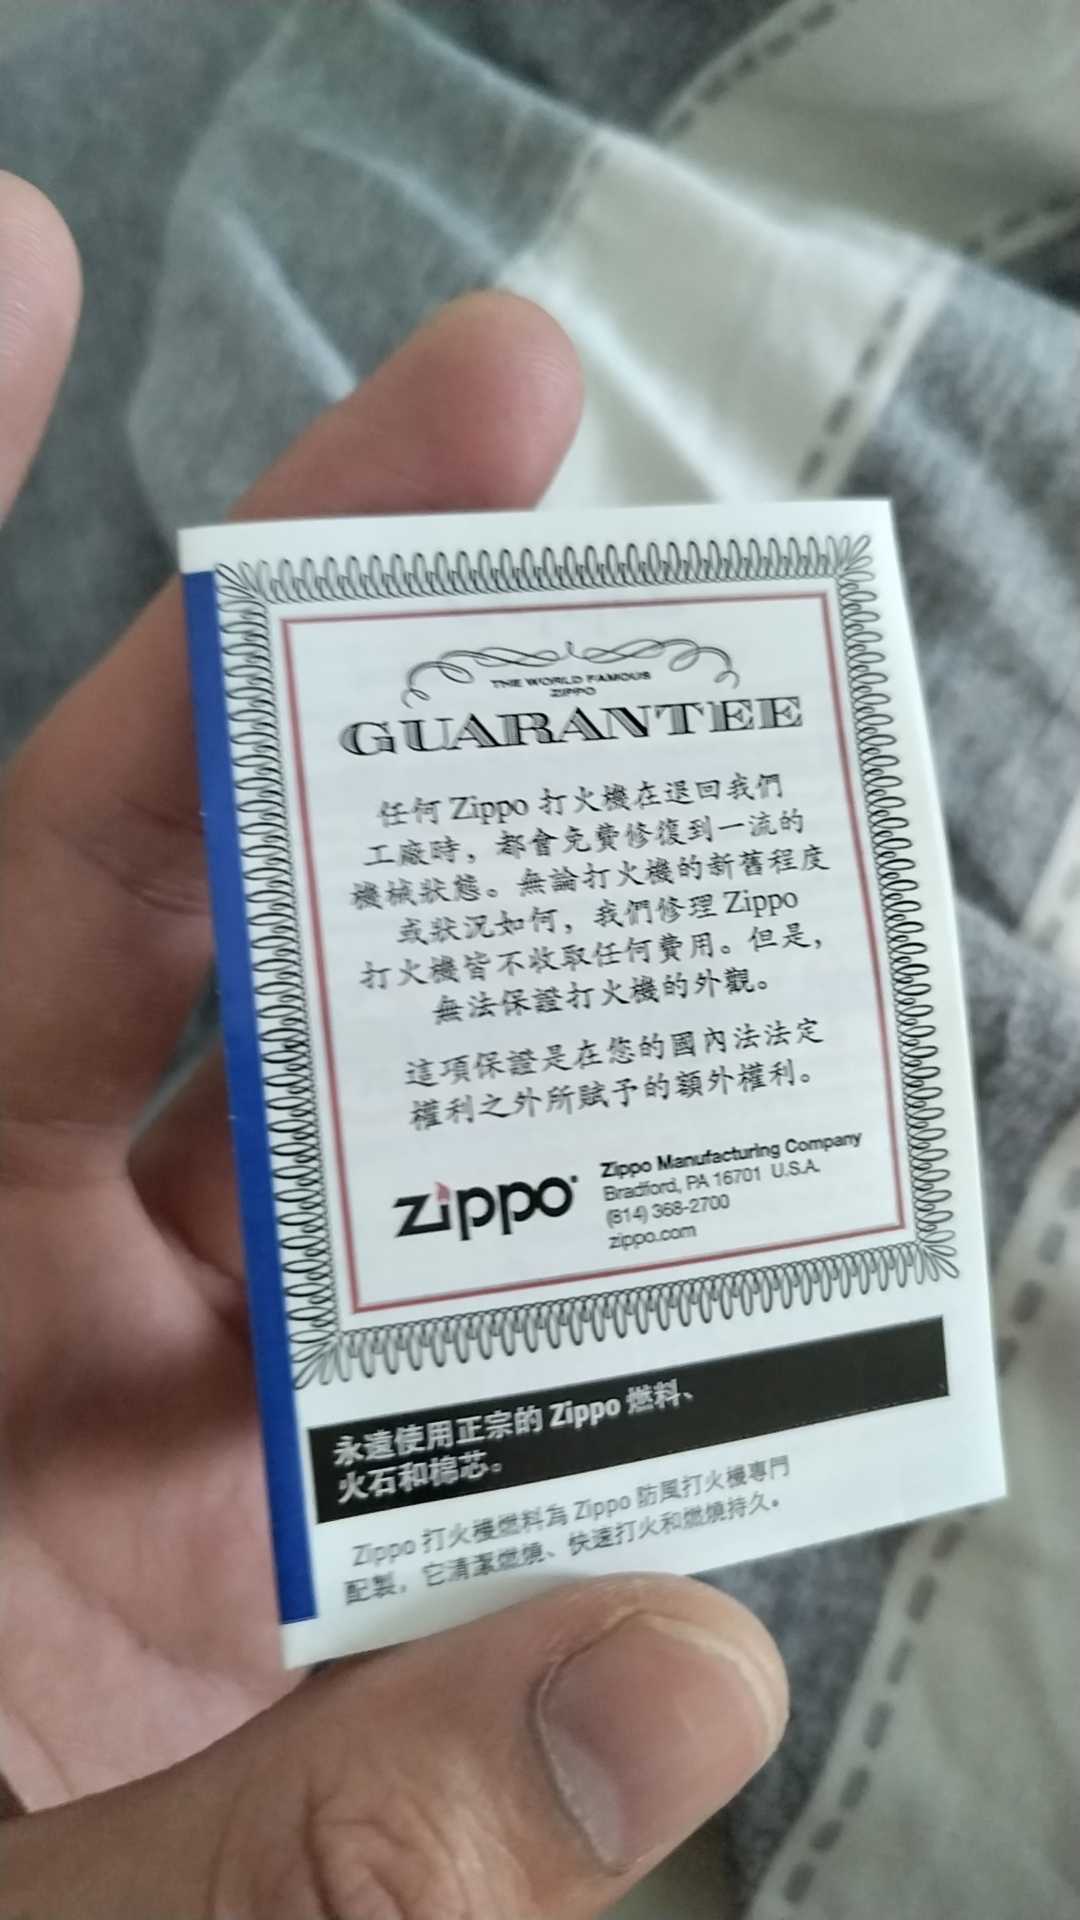 THE WORLD FAMOUS
ZIPPO
GUARANTEE
任何 Zippo 打火機在退回我們
工廠時，都會免費修復到一流的
機械狀態。無論打火機的新舊程度
或狀況如何，我們修理 Zippo
打火機皆不收取任何費用。但是，
無法保證打火機的外觀。
這項保證是在您的國內法法定
權利之外所賦予的額外權利。
zippo
Zippo Manufacturing Company
Bradford, PA 16701 U.S.A.
(814) 368-2700
zippo.com
永遠使用正宗的 Zippo 燃料、
火石和棉芯。
Zippo 打火機燃料為 Zippo 防風打火機專門
配製，它清潔燃燒、快速打火和燃燒持久。